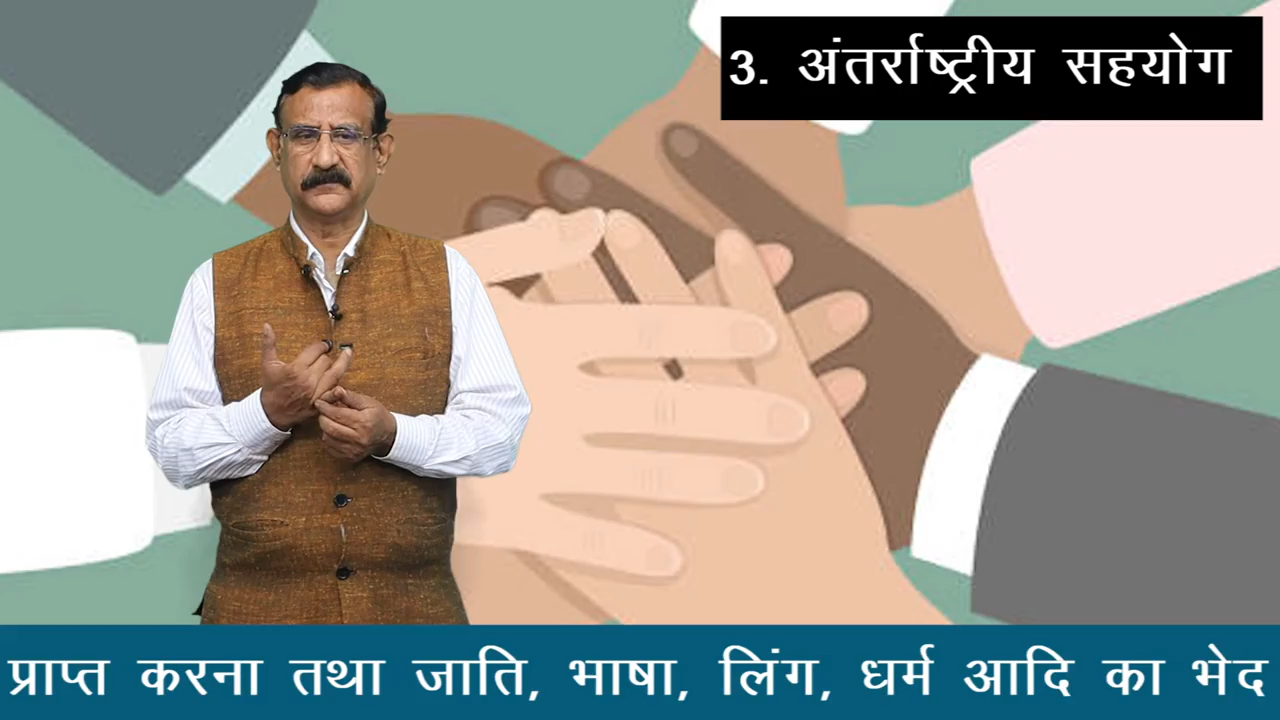 3. अंतर्राष्ट्रीय सहयोग
प्राप्त करना तथा जाति, भाषा, लिंग, धर्म आदि का भेद